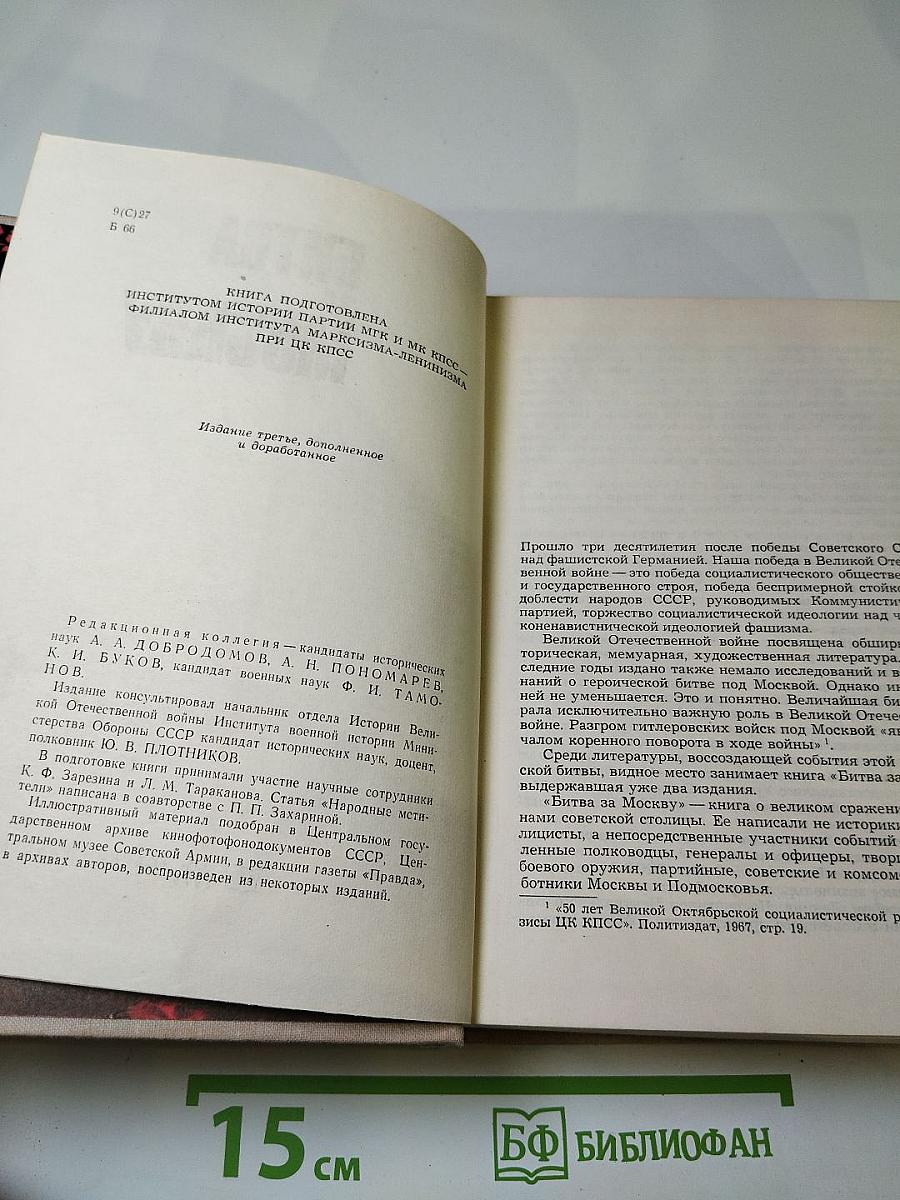 9(С)27
Б 66
КНИГА ПОДГОТОВЛЕНА
ИНСТИТУТОМ ИСТОРИИ ПАРТИИ МГК И МК КПСС—
ФИЛИАЛОМ ИНСТИТУТА МАРКСИЗМА-ЛЕНИНИЗМА
ПРИ ЦК КПСС
Издание третье, дополненное
и доработанное
Редакционная коллегия — кандидаты исторических
наук А. А. ДОБРОДОМОВ, А. Н. ПОНОМАРЕВ,
К. И. БУКОВ, кандидат военных наук Ф. И. ТАМО-
НОВ.
Издание консультировал начальник отдела Истории Вели-
кой Отечественной войны Института военной истории Мини-
стерства Обороны СССР кандидат исторических наук, доцент,
полковник Ю. В. ПЛОТНИКОВ.
В подготовке книги принимали участие научные сотрудники
К. Ф. Зарезина и Л. М. Тараканова. Статья «Народные мсти-
тели» написана в соавторстве с П. П. Захариной.
Иллюстративный материал подобран в Центральном госу-
дарственном архиве кинофотофонодокументов СССР, Цен-
тральном музее Советской Армии, в редакции газеты «Правда»,
в архивах авторов, воспроизведен из некоторых изданий.
Прошло три десятилетия после победы Советского С
над фашистской Германией. Наша победа в Великой Оте
венной войне — это победа социалистического обществе
и государственного строя, победа беспримерной стойко
доблести народов СССР, руководимых Коммунистич
партией, торжество социалистической идеологии над ч
коненавистнической идеологией фашизма.
Великой Отечественной войне посвящена обшир
торическая, мемуарная, художественная литература.
следние годы издано также немало исследований и в
наний о героической битве под Москвой. Однако ин
ней не уменьшается. Это и понятно. Величайшая би
рала исключительно важную роль в Великой Отече
войне. Разгром гитлеровских войск под Москвой «яв
чалом коренного поворота в ходе войны» ¹.
Среди литературы, воссоздающей события этой
ской битвы, видное место занимает книга «Битва за
выдержавшая уже два издания.
«Битва за Москву» — книга о великом сражени
нами советской столицы. Ее написали не историки
лицисты, а непосредственные участники событий
ленные полководцы, генералы и офицеры, твор
боевого оружия, партийные, советские и комсом
ботники Москвы и Подмосковья.
¹ «50 лет Великой Октябрьской социалистической р
зисы ЦК КПСС». Политиздат, 1967, стр. 19.
15 см
БФ БИБЛИОФАН